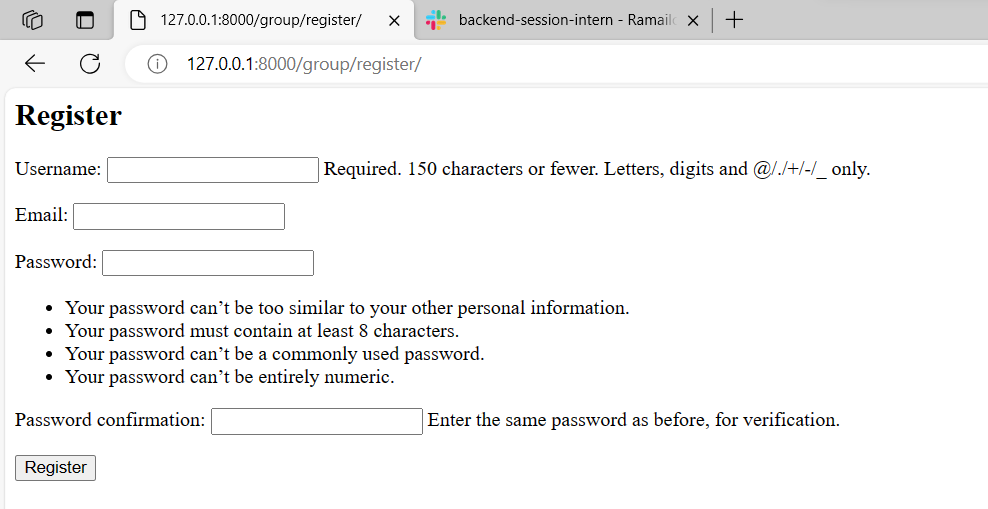 127.0.0.1:8000/group/register/
backend-session-intern - Ramail
127.0.0.1:8000/group/register/
Register
Username: Required. 150 characters or fewer. Letters, digits and @/./+/-/_ only.
Email:
Password:
• Your password can’t be too similar to your other personal information.
• Your password must contain at least 8 characters.
• Your password can’t be a commonly used password.
• Your password can’t be entirely numeric.
Password confirmation: Enter the same password as before, for verification.
Register